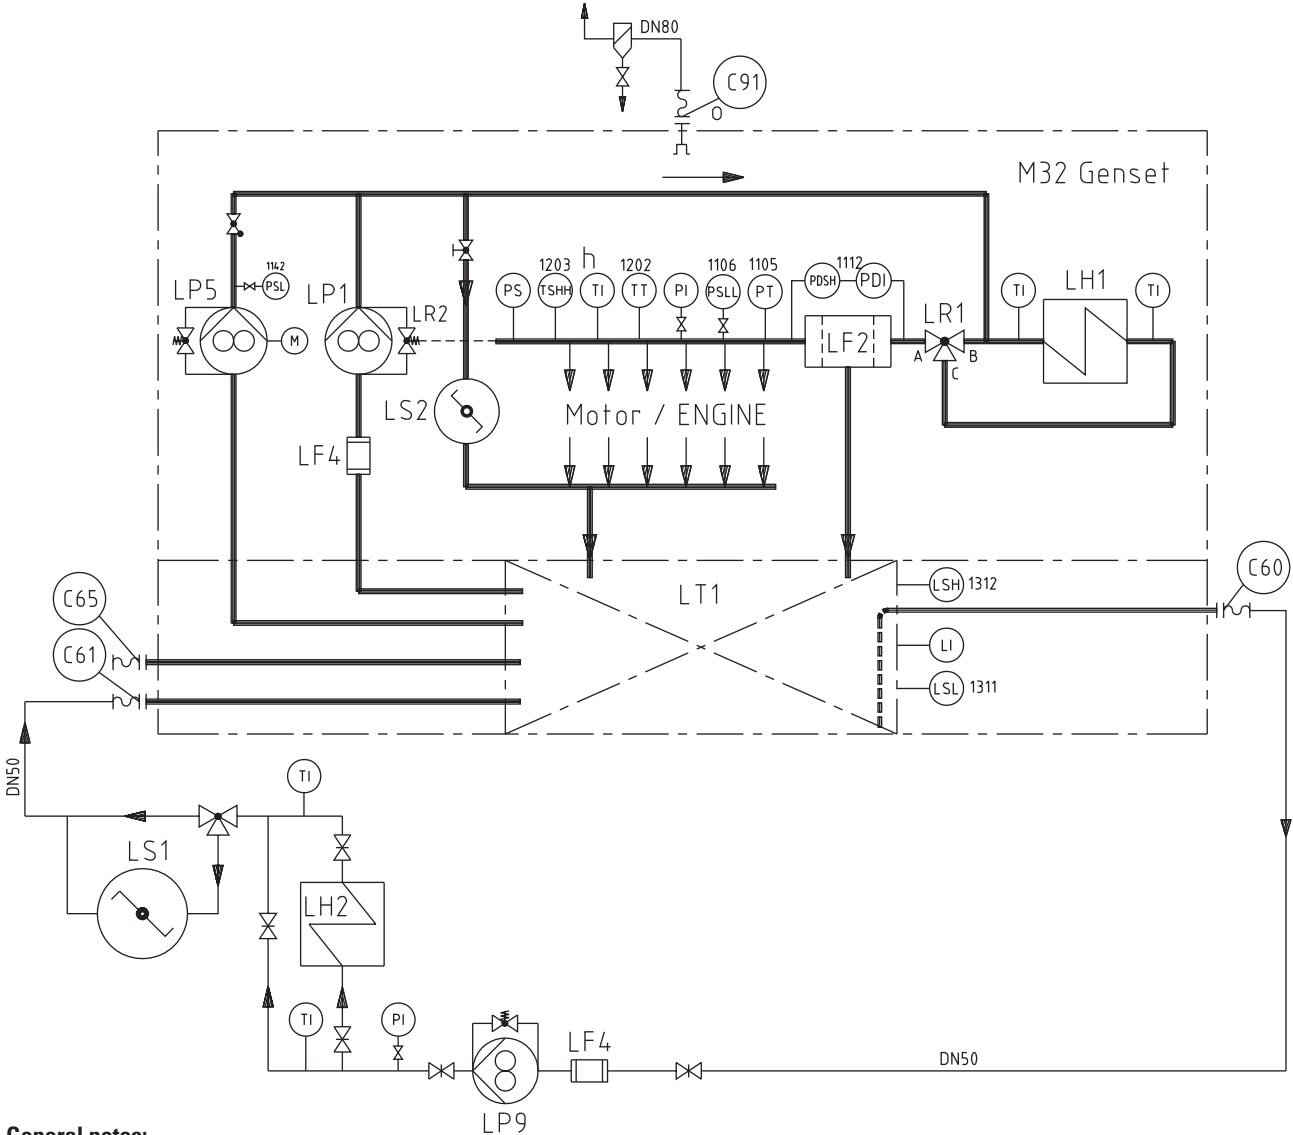 DN80
C91
O
M32 Genset
h
1203
1202
1106
1105
1112
1142
PSL
LP5
LP1
LR2
PS
TSHH
TI
TT
PI
PSLL
PT
PDSH
PDI
LR1
TI
LH1
TI
M
LF2
A
B
C
LS2
Motor / ENGINE
LF4
C60
C65
LT1
LSH
1312
C61
LI
LSL
1311
DN50
TI
LS1
LH2
TI
PI
LF4
DN50
LP9
General notes: